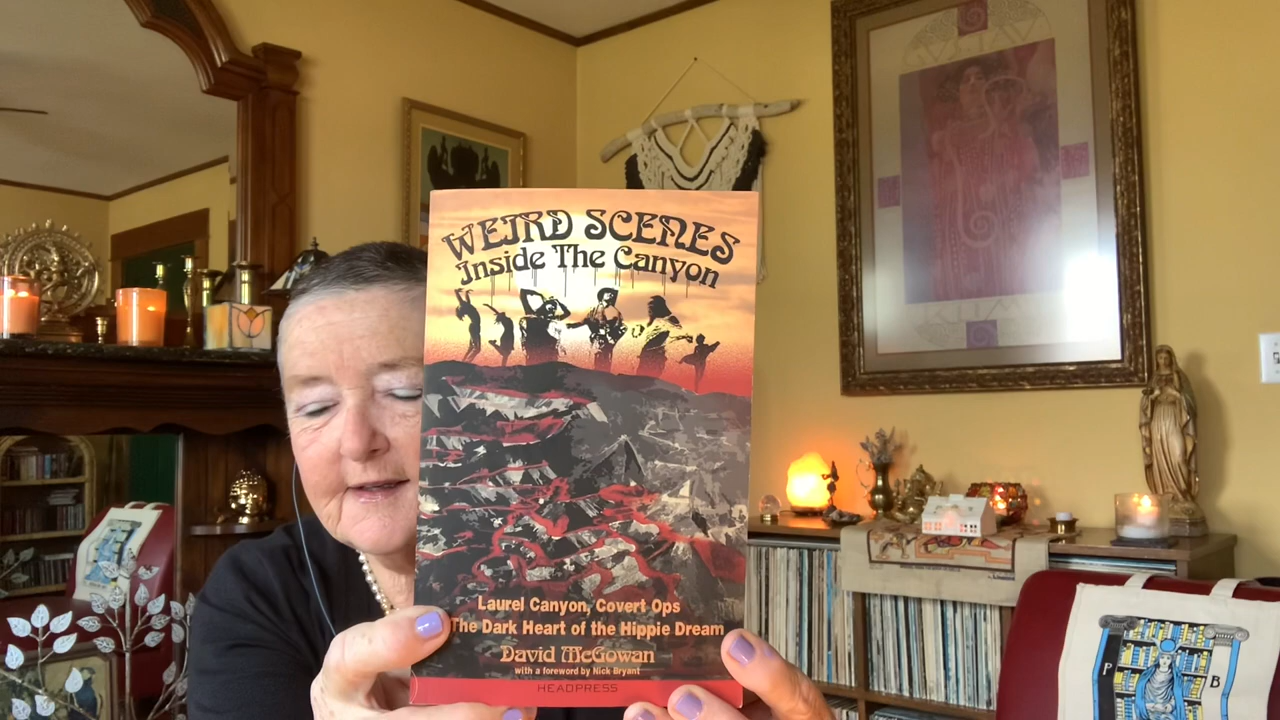 WEIRD SCENES
Inside The Canyon
Laurel Canyon, Covert Ops
The Dark Heart of the Hippie Dream
David McGowan
with a foreword by Nick Bryant
HEADPRESS
P B